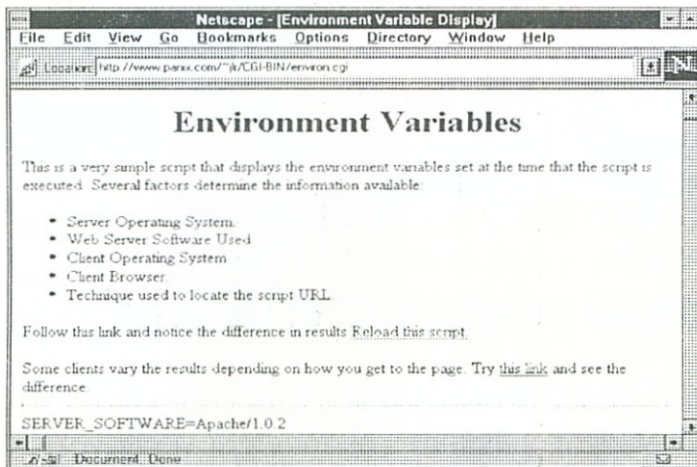 Netscape - [Environment Variable Display]
File Edit View Go Bookmarks Options Directory Window Help
Location: http://www.panix.com/~jk/CGI-BIN/environ.cgi
Environment Variables
This is a very simple script that displays the environment variables set at the time that the script is
executed. Several factors determine the information available:
• Server Operating System.
• Web Server Software Used
• Client Operating System
• Client Browser.
• Technique used to locate the script URL.
Follow this link and notice the difference in results Reload this script.
Some clients vary the results depending on how you get to the page. Try this link and see the
difference.
SERVER_SOFTWARE=Apache/1.0.2
Document: Done
N